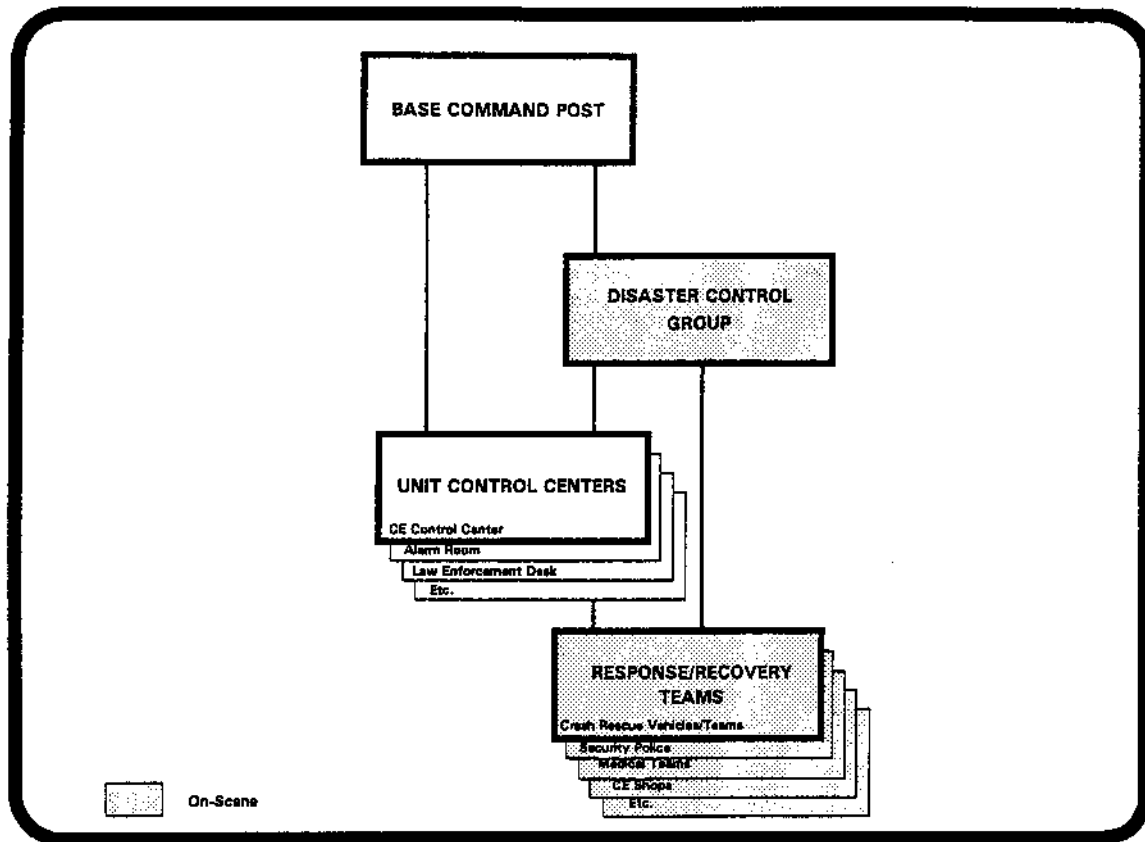 BASE COMMAND POST
DISASTER CONTROL
GROUP
UNIT CONTROL CENTERS
CE Control Center
Alarm Room
Law Enforcement Desk
Etc.
RESPONSE/RECOVERY
TEAMS
Crash Rescue Vehicles/Teams
Security Police
Medical Teams
CE Shops
Etc.
On-Scene